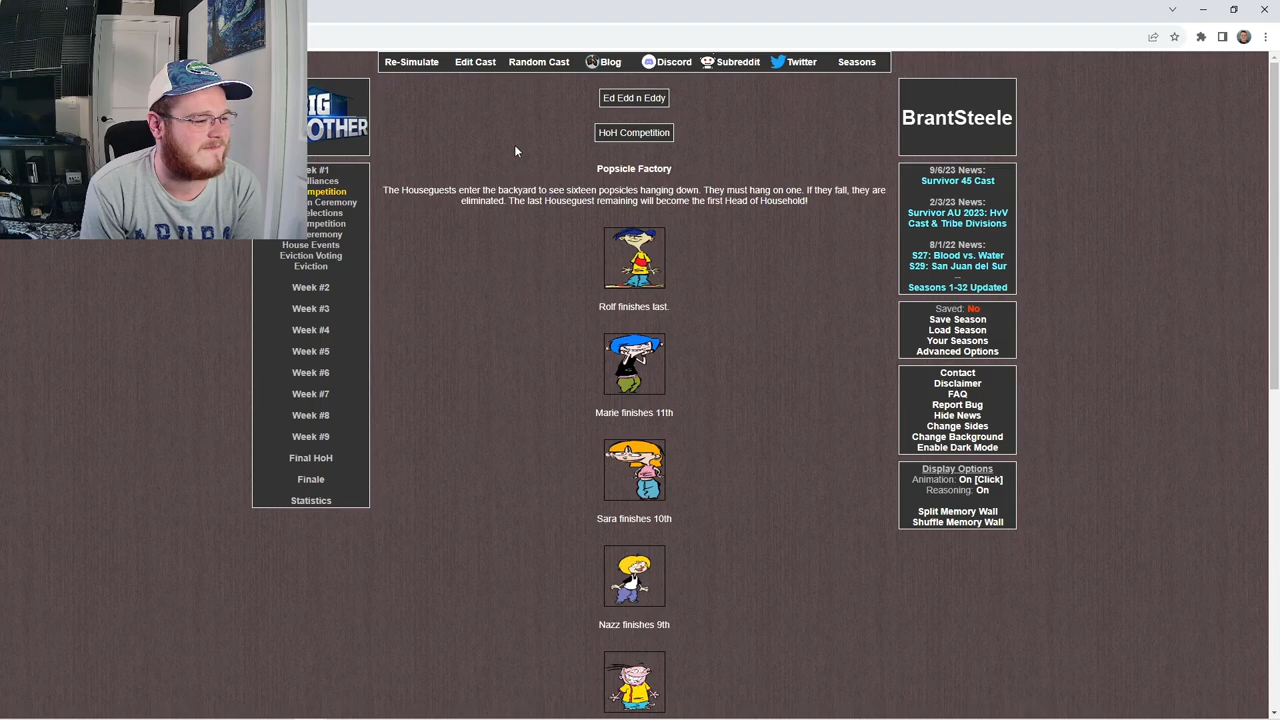 Re-Simulate Edit Cast Random Cast Blog Discord Subreddit Twitter Seasons
Ed Edd n Eddy
HoH Competition
Popsicle Factory
The Houseguests enter the backyard to see sixteen popsicles hanging down. They must hang on one. If they fall, they are
eliminated. The last Houseguest remaining will become the first Head of Household!
Rolf finishes last.
Marie finishes 11th
Sara finishes 10th
Nazz finishes 9th
House Events
Eviction Voting
Eviction
Week #2
Week #3
Week #4
Week #5
Week #6
Week #7
Week #8
Week #9
Final HoH
Finale
Statistics
BrantSteele
9/6/23 News:
Survivor 45 Cast
2/3/23 News:
Survivor AU 2023: HvV
Cast & Tribe Divisions
8/1/22 News:
S27: Blood vs. Water
S29: San Juan del Sur
--
Seasons 1-32 Updated
Saved: No
Save Season
Load Season
Your Seasons
Advanced Options
Contact
Disclaimer
FAQ
Report Bug
Hide News
Change Sides
Change Background
Enable Dark Mode
Display Options
Animation: On [Click]
Reasoning: On
Split Memory Wall
Shuffle Memory Wall